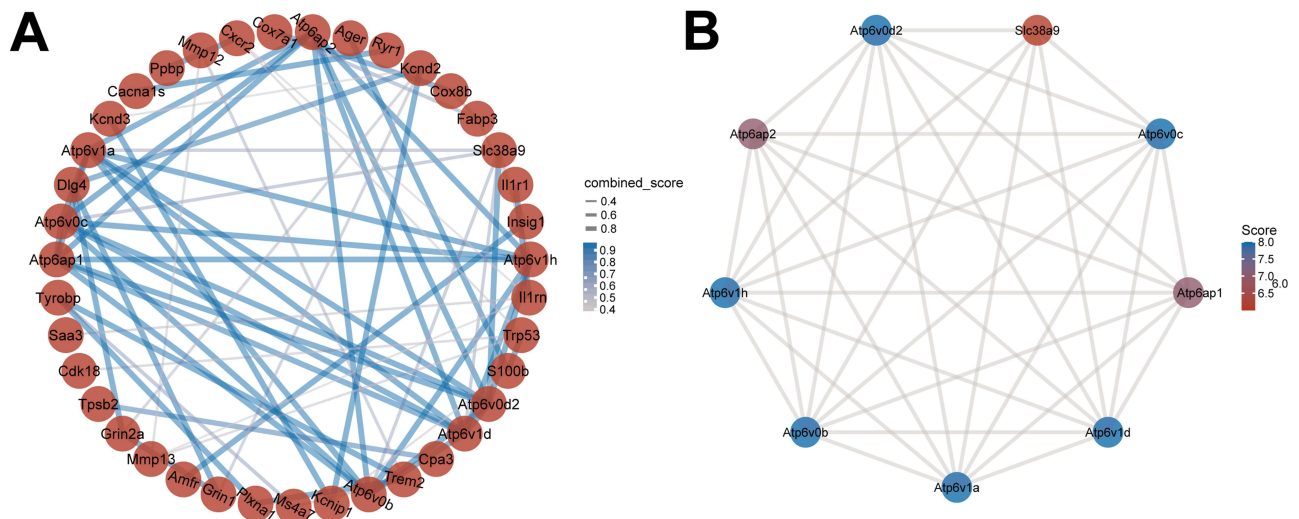 A
Atp6ap2
Ager
Ryr1
Kcnd2
Cox8b
Fabp3
Slc38a9
Il1r1
Insig1
Atp6v1h
Il1rn
Trp53
S100b
Atp6v0d2
Atp6v1d
Cpa3
Trem2
Atp6v0b
Kcnip1
Ms4a7
Plxna1
Grin1
Amfr
Mmp13
Grin2a
Tpsb2
Cdk18
Saa3
Tyrobp
Atp6ap1
Atp6v0c
Dlg4
Atp6v1a
Kcnd3
Cacna1s
Ppbp
Mmp12
Cxcr2
Cox7a1
combined_score
0.4
0.6
0.8
0.9
0.8
0.7
0.6
0.5
0.4
B
Atp6v0d2
Slc38a9
Atp6ap2
Atp6v0c
Atp6v1h
Atp6ap1
Atp6v0b
Atp6v1d
Atp6v1a
Score
8.0
7.5
7.0
6.0
6.5